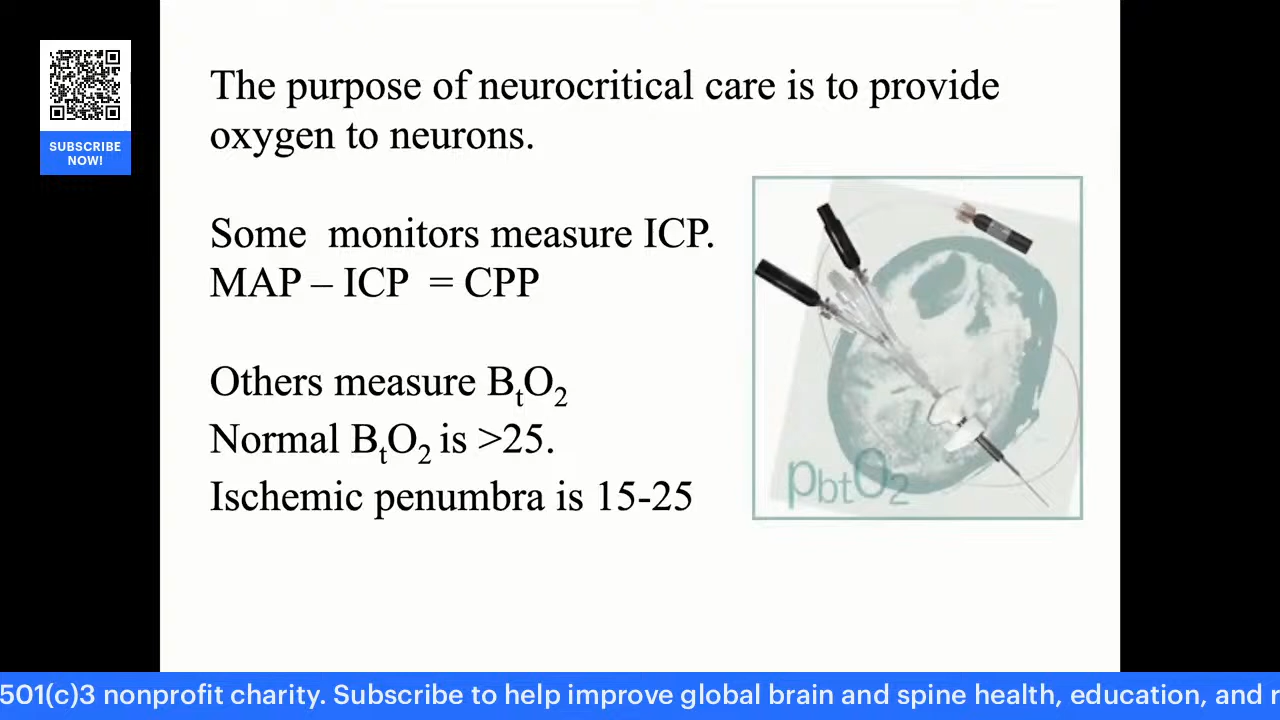 SUBSCRIBE
NOW!
The purpose of neurocritical care is to provide
oxygen to neurons.
Some monitors measure ICP.
MAP – ICP = CPP
Others measure BtO2
Normal BtO2 is >25.
Ischemic penumbra is 15-25
pbtO2
501(c)3 nonprofit charity. Subscribe to help improve global brain and spine health, education, and